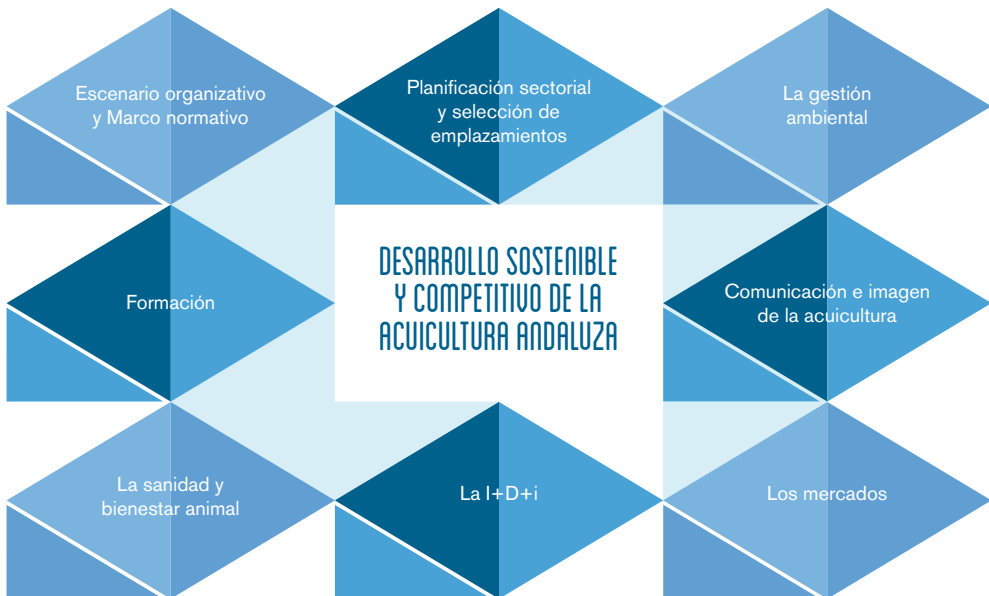 Escenario organizativo
y Marco normativo
Planificación sectorial
y selección de
emplazamientos
La gestión
ambiental
Formación
DESARROLLO SOSTENIBLE
Y COMPETITIVO DE LA
ACUICULTURA ANDALUZA
Comunicación e imagen
de la acuicultura
La sanidad y
bienestar animal
La I+D+i
Los mercados